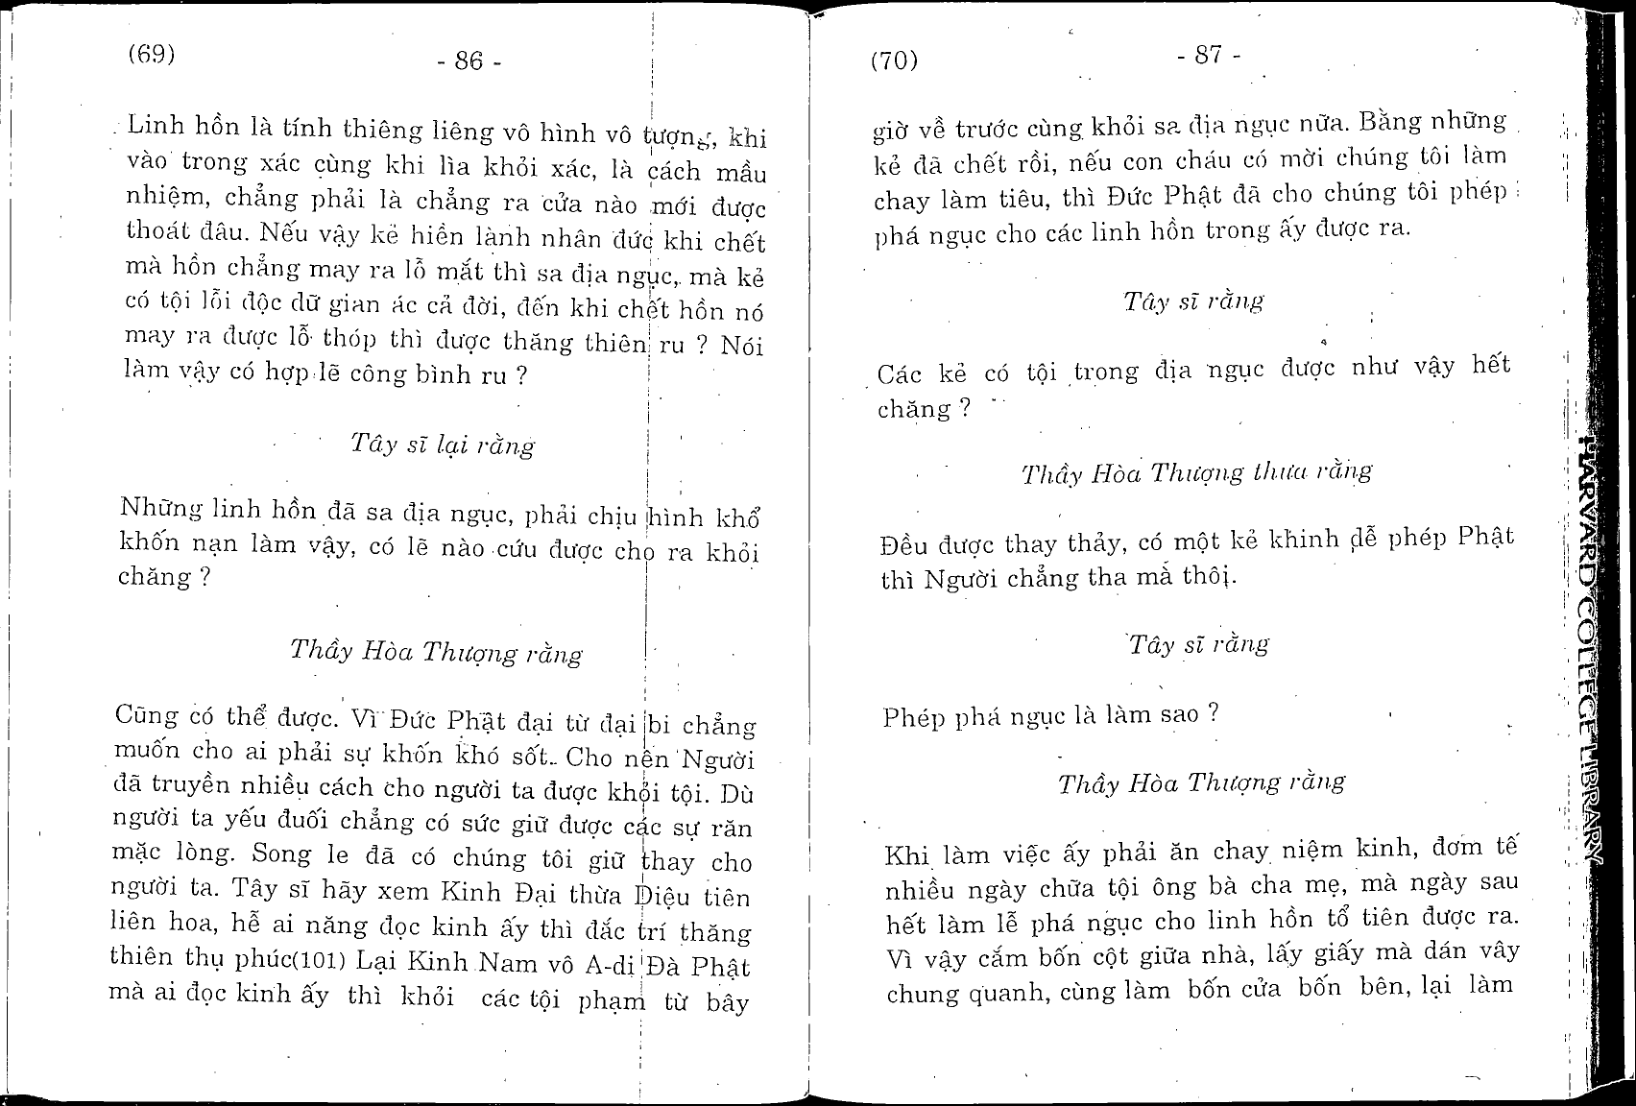 (69)
- 86 -
Linh hồn là tính thiêng liêng vô hình vô tượng, khi
vào trong xác cùng khi lìa khỏi xác, là cách mầu
nhiệm, chẳng phải là chẳng ra cửa nào mới được
thoát đâu. Nếu vậy kẻ hiền lành nhân đức khi chết
mà hồn chẳng may ra lỗ mắt thì sa địa ngục, mà kẻ
có tội lỗi độc dữ gian ác cả đời, đến khi chết hồn nó
may ra được lỗ thóp thì được thăng thiên ru ? Nói
làm vậy có hợp lẽ công bình ru ?
Tây sĩ lại rằng
Những linh hồn đã sa địa ngục, phải chịu hình khổ
khốn nạn làm vậy, có lẽ nào cứu được cho ra khỏi
chăng ?
Thầy Hòa Thượng rằng
Cũng có thể được. Vì Đức Phật đại từ đại bi chẳng
muốn cho ai phải sự khốn khó sốt. Cho nên Người
đã truyền nhiều cách cho người ta được khỏi tội. Dù
người ta yếu đuối chẳng có sức giữ được các sự răn
mặc lòng. Song le đã có chúng tôi giữ thay cho
người ta. Tây sĩ hãy xem Kinh Đại thừa Diệu tiên
liên hoa, hễ ai năng đọc kinh ấy thì đắc trí thăng
thiên thụ phúc(101) Lại Kinh Nam vô A-di Đà Phật
mà ai đọc kinh ấy thì khỏi các tội phạm từ bây
(70)
- 87 -
giờ về trước cùng khỏi sa địa ngục nữa. Bằng những
kẻ đã chết rồi, nếu con cháu có mời chúng tôi làm
chay làm tiêu, thì Đức Phật đã cho chúng tôi phép
phá ngục cho các linh hồn trong ấy được ra.
Tây sĩ rằng
Các kẻ có tội trong địa ngục được như vậy hết
chăng ?
Thầy Hòa Thượng thưa rằng
Đều được thay thảy, có một kẻ khinh dễ phép Phật
thì Người chẳng tha mà thôi.
Tây sĩ rằng
Phép phá ngục là làm sao ?
Thầy Hòa Thượng rằng
Khi làm việc ấy phải ăn chay niệm kinh, đơm tế
nhiều ngày chữa tội ông bà cha mẹ, mà ngày sau
hết làm lễ phá ngục cho linh hồn tổ tiên được ra.
Vì vậy cắm bốn cột giữa nhà, lấy giấy mà dán vây
chung quanh, cùng làm bốn cửa bốn bên, lại làm
HARVARD COLLEGE LIBRARY